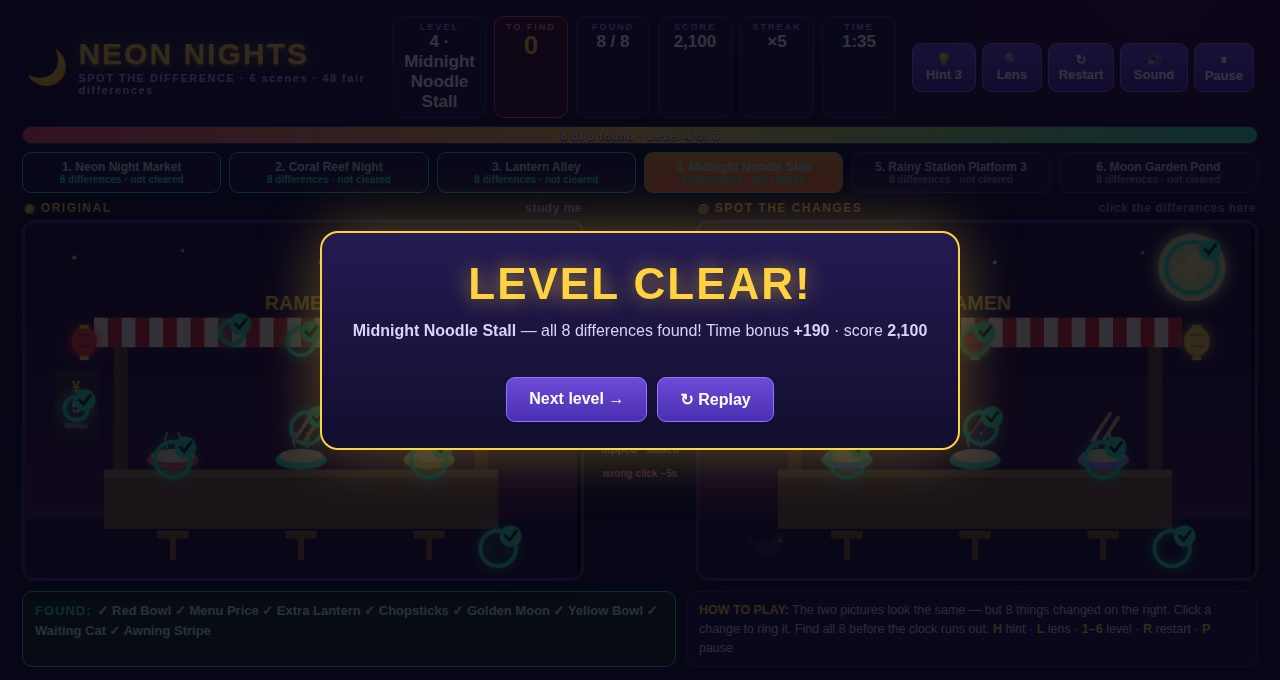 NEON NIGHTS
SPOT THE DIFFERENCE · 6 scenes · 48 fair
differences
LEVEL
4 ·
Midnight
Noodle
Stall
TO FIND
0
FOUND
8 / 8
SCORE
2,100
STREAK
×5
TIME
1:35
Hint 3
Lens
↻
Restart
Sound
Pause
8 of 8 found · Level 4 of 6
1. Neon Night Market
8 differences · not cleared
2. Coral Reef Night
8 differences · not cleared
3. Lantern Alley
8 differences · not cleared
4. Midnight Noodle Stall
8 differences · not cleared
5. Rainy Station Platform 3
8 differences · not cleared
6. Moon Garden Pond
8 differences · not cleared
◉ ORIGINAL
study me
◎ SPOT THE CHANGES
click the differences here
RAME
AMEN
¥
5
MENU
LEVEL CLEAR!
Midnight Noodle Stall — all 8 differences found! Time bonus +190 · score 2,100
Next level →
↻ Replay
wrong click –5s
FOUND: ✓ Red Bowl ✓ Menu Price ✓ Extra Lantern ✓ Chopsticks ✓ Golden Moon ✓ Yellow Bowl ✓
Waiting Cat ✓ Awning Stripe
HOW TO PLAY: The two pictures look the same — but 8 things changed on the right. Click a
change to ring it. Find all 8 before the clock runs out. H hint · L lens · 1–6 level · R restart · P
pause